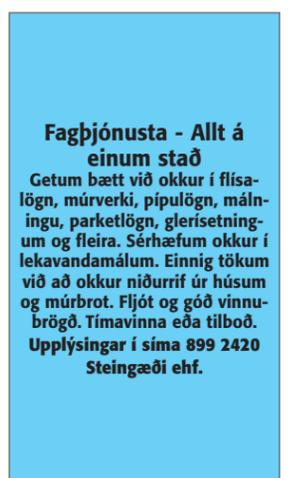 Fagþjónusta - Allt á
einum stað
Getum bætt við okkur í flísa-
lögn, múrverki, pípulögn, máln-
ingu, parketlögn, glerísetning-
um og fleira. Sérhæfum okkur í
lekavandamálum. Einnig tökum
við að okkur niðurrif úr húsum
og múrbrot. Fljót og góð vinnu-
brögð. Tímavinna eða tilboð.
Upplýsingar í síma 899 2420
Steingæði ehf.